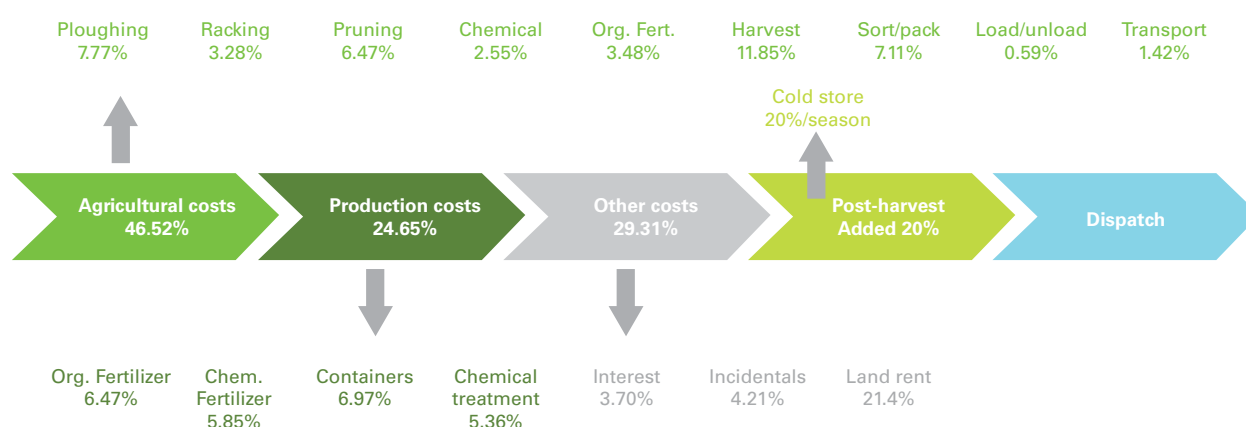 Ploughing
7.77%
Racking
3.28%
Pruning
6.47%
Chemical
2.55%
Org. Fert.
3.48%
Harvest
11.85%
Sort/pack
7.11%
Load/unload
0.59%
Transport
1.42%
Cold store
20%/season
Agricultural costs
46.52%
Production costs
24.65%
Other costs
29.31%
Post-harvest
Added 20%
Dispatch
Org. Fertilizer
6.47%
Chem.
Fertilizer
5.85%
Containers
6.97%
Chemical
treatment
5.36%
Interest
3.70%
Incidentals
4.21%
Land rent
21.4%